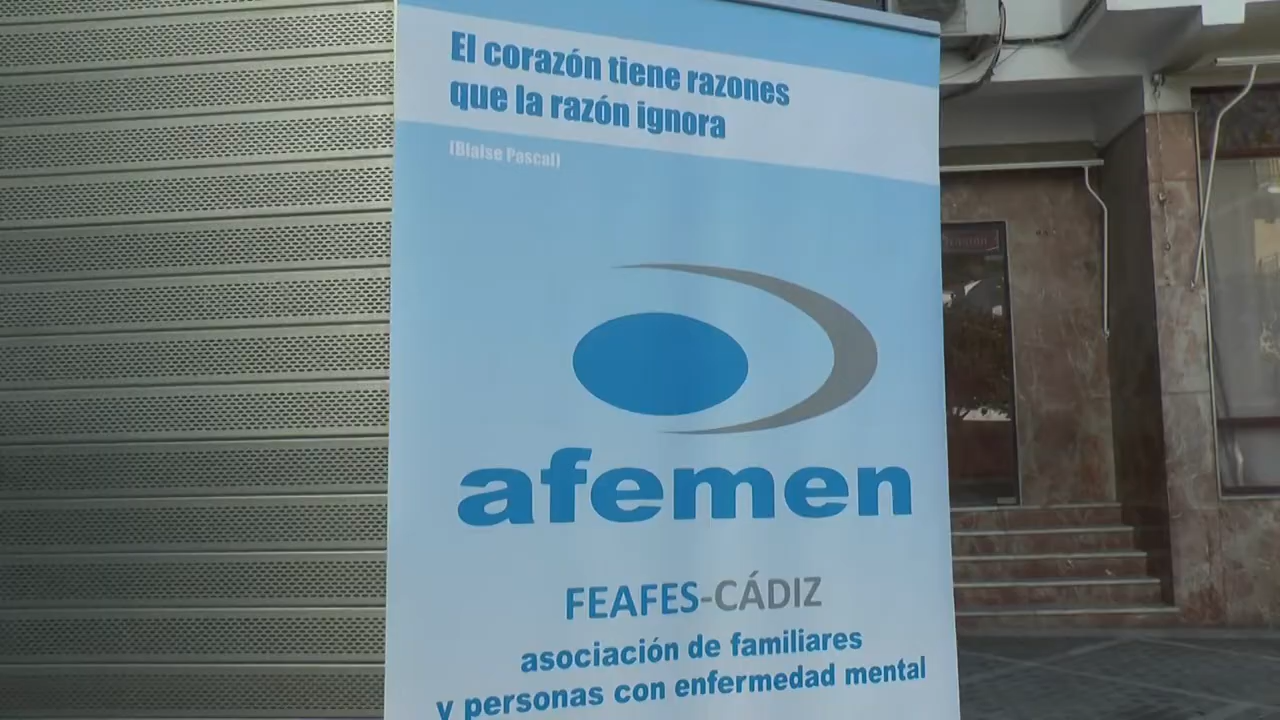 El corazón tiene razones
que la razón ignora
(Blaise Pascal)
afemen
FEAFES-CÁDIZ
asociación de familiares
y personas con enfermedad mental